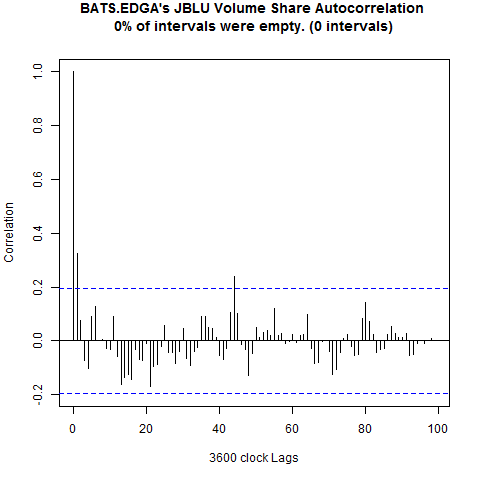 BATS.EDGA's JBLU Volume Share Autocorrelation
0% of intervals were empty. (0 intervals)
Correlation
1.0
0.8
0.6
0.4
0.2
0.0
-0.2
0 20 40 60 80 100
3600 clock Lags